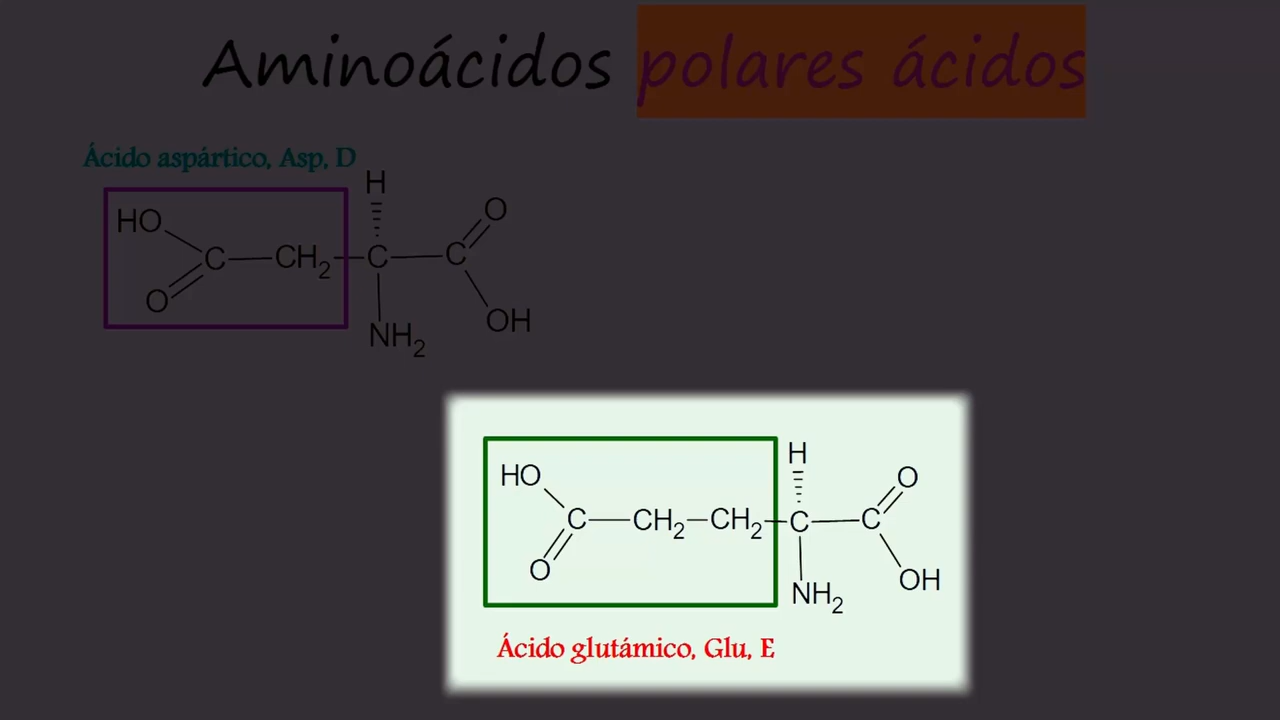 Aminoácidos polares ácidos
Ácido aspártico, Asp, D
H
HO
O
C
CH2
C
C
O
NH2
OH
H
HO
O
C
CH2
CH2
C
C
O
NH2
OH
Ácido glutámico, Glu, E